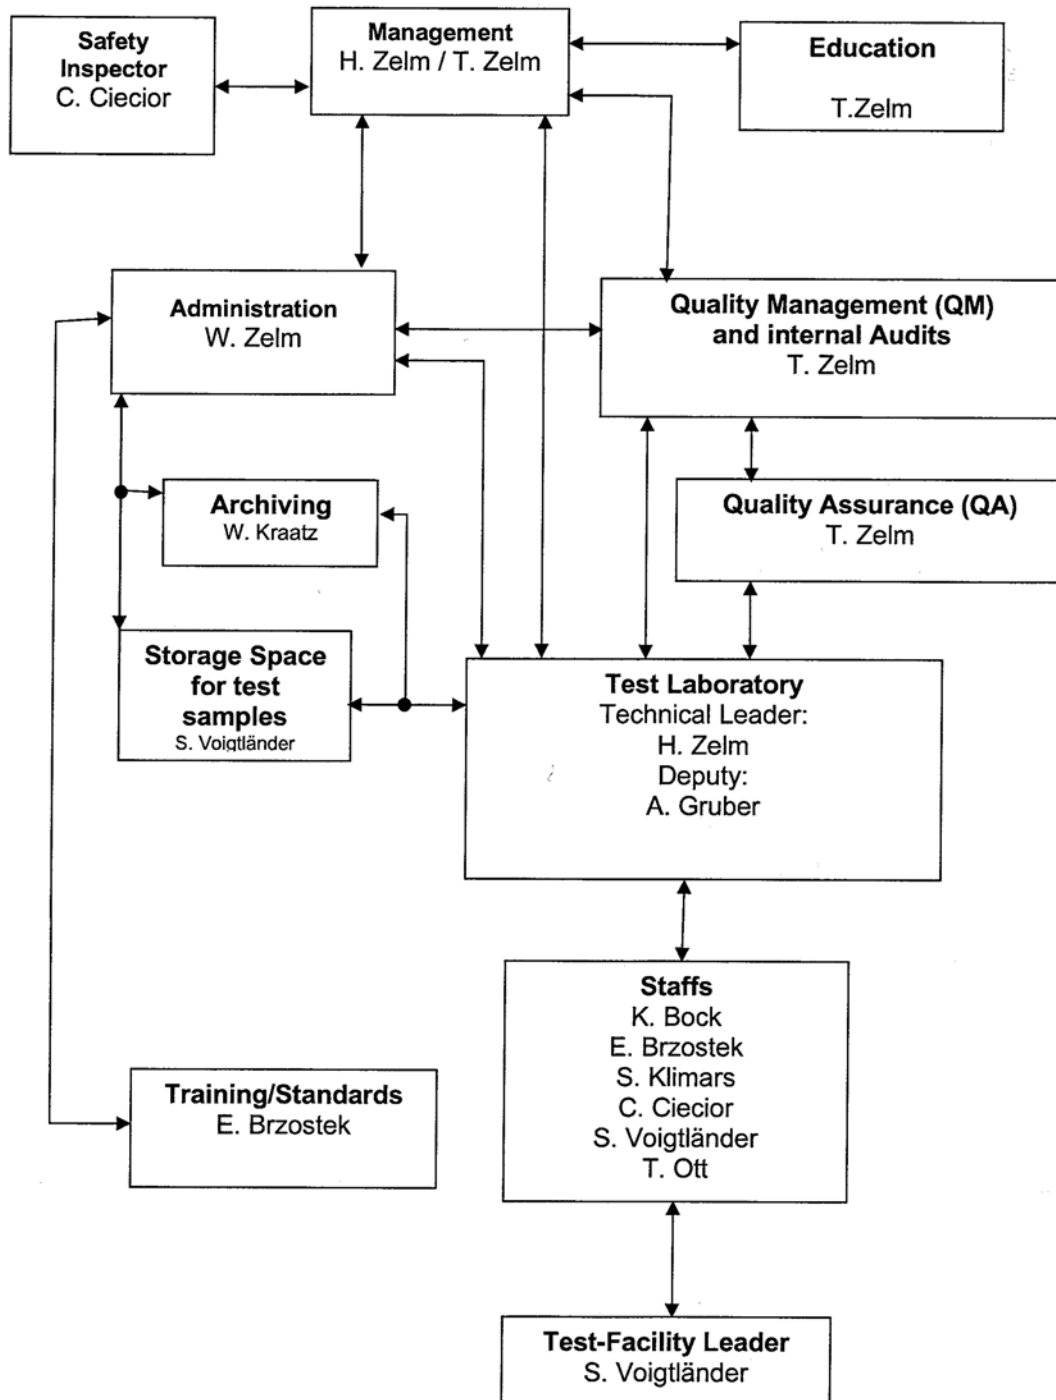 Safety
Inspector
C. Ciecior
Management
H. Zelm / T. Zelm
Education
T.Zelm
Administration
W. Zelm
Quality Management (QM)
and internal Audits
T. Zelm
Archiving
W. Kraatz
Quality Assurance (QA)
T. Zelm
Storage Space
for test
samples
S. Voigtländer
Test Laboratory
Technical Leader:
H. Zelm
Deputy:
A. Gruber
Staffs
K. Bock
E. Brzostek
S. Klimars
C. Ciecior
S. Voigtländer
T. Ott
Training/Standards
E. Brzostek
Test-Facility Leader
S. Voigtländer